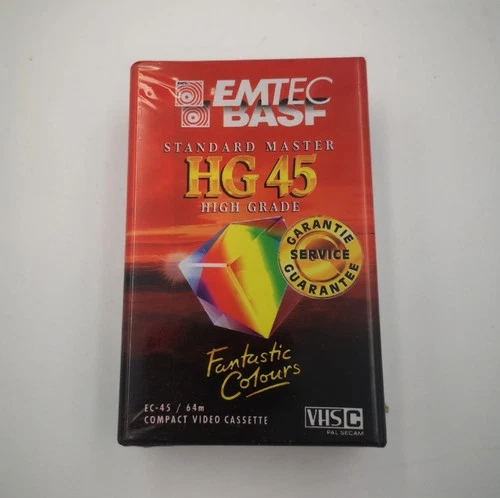 EMTEC
BASF
STANDARD MASTER
HG 45
HIGH GRADE
GARANTIE
SERVICE
GUARANTEE
Fantastic
Colours
EC-45 / 64m
COMPACT VIDEO CASSETTE
VHS C
PAL SECAM